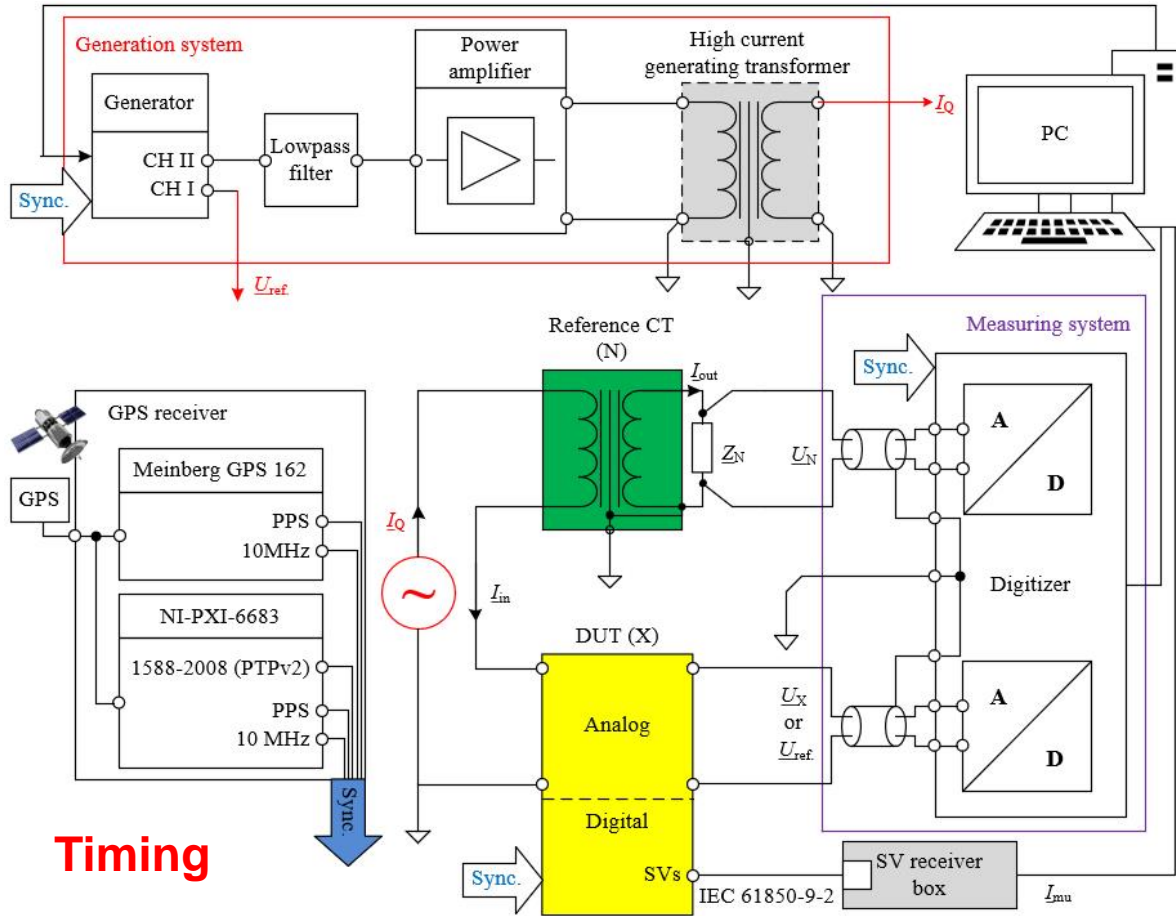 Generation system
Generator
CH II
CH I
Sync.
U_ref.
Lowpass
filter
Power
amplifier
High current
generating transformer
I_Q
PC
GPS receiver
GPS
Meinberg GPS 162
PPS
10MHz
NI-PXI-6683
1588-2008 (PTPv2)
PPS
10 MHz
Sync.
Timing
I_Q
Reference CT
(N)
I_out
Z_N
U_N
I_in
DUT (X)
Analog
Digital
SVs
Sync.
U_X
or
U_ref.
Measuring system
Sync.
A
D
Digitizer
A
D
IEC 61850-9-2
SV receiver
box
I_mu